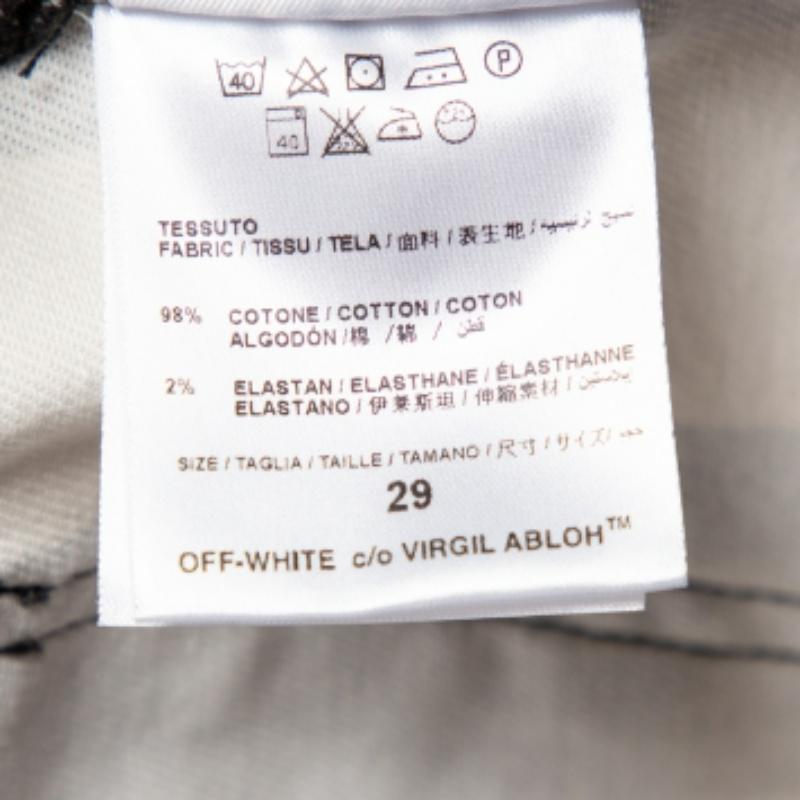 40
P
40
TESSUTO
FABRIC / TISSU / TELA / 面料 / 表生地 /
98% COTONE / COTTON / COTON
ALGODÓN / 棉 / 綿 / قطن
2% ELASTAN / ELASTHANE / ÉLASTHANNE
ELASTANO / 伊莱斯坦 / 伸縮素材 /
SIZE / TAGLIA / TAILLE / TAMANO / 尺寸 / サイズ /
29
OFF-WHITE c/o VIRGIL ABLOH™